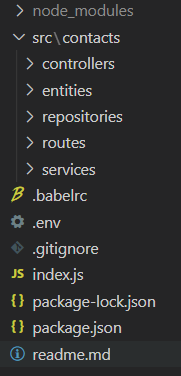 node_modules
src\contacts
controllers
entities
repositories
routes
services
.babelrc
.env
.gitignore
JS index.js
{} package-lock.json
{} package.json
readme.md